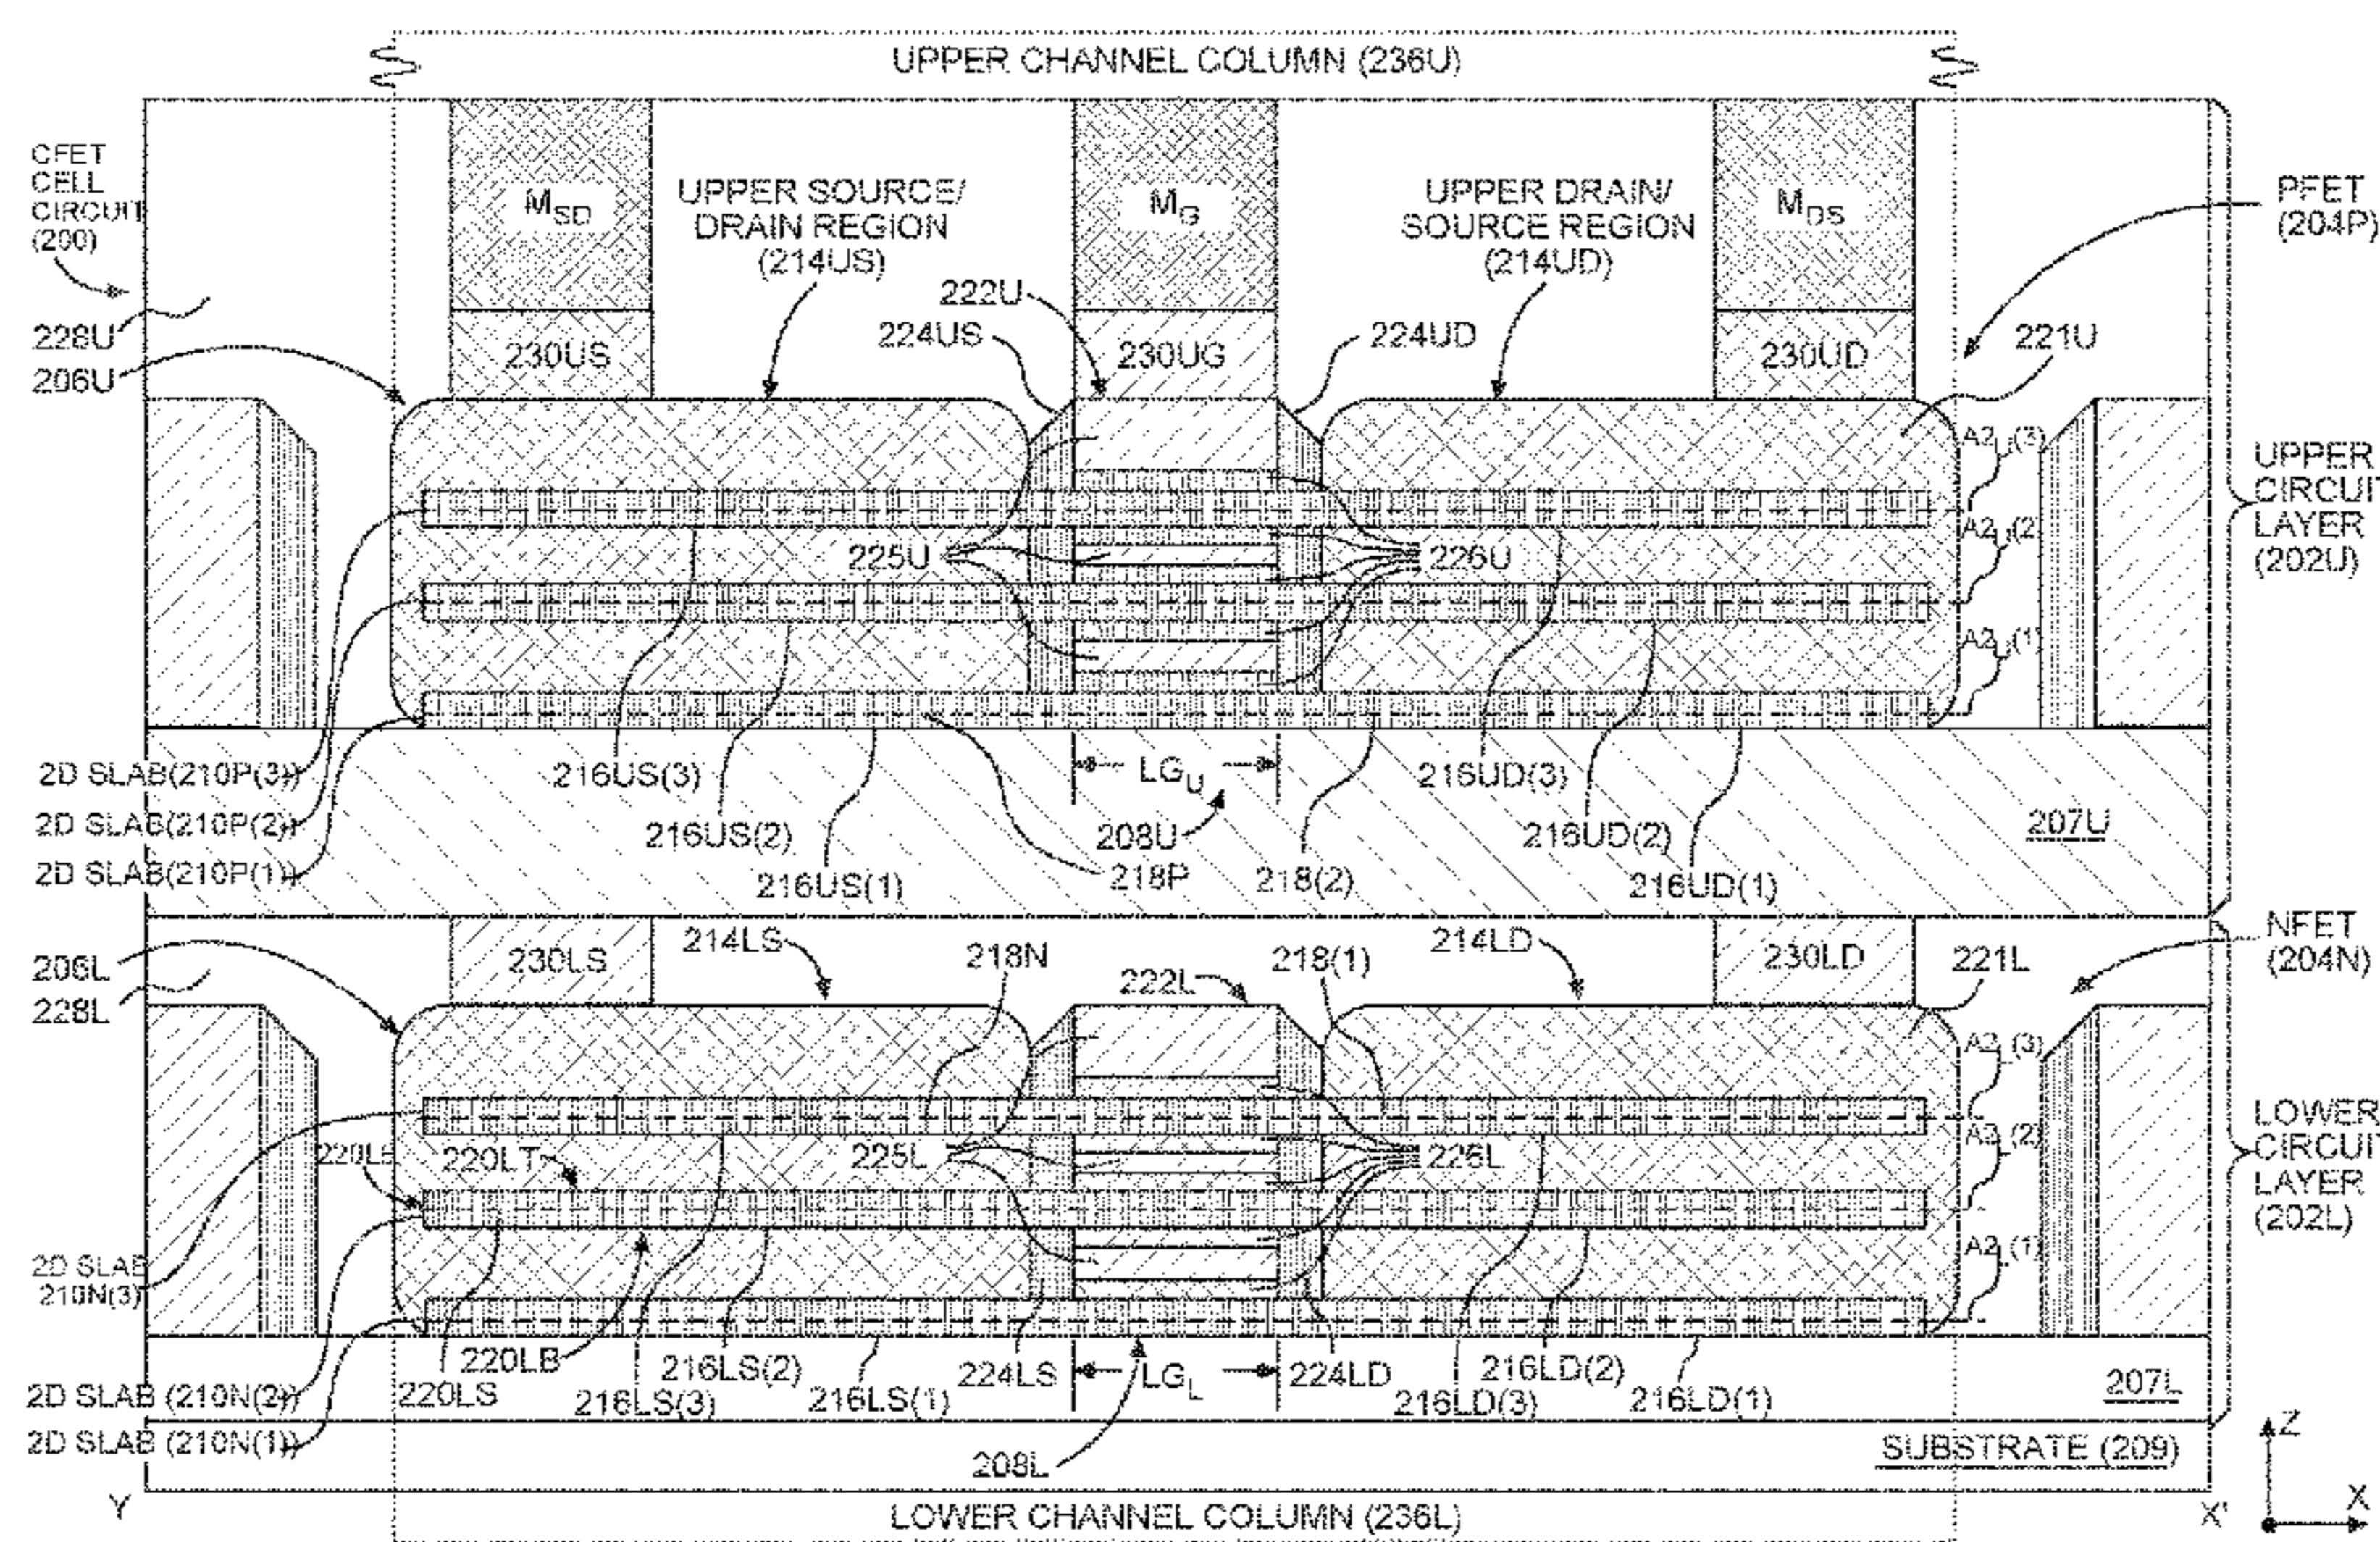 UPPER CHANNEL COLUMN (236U)
CFET
CELL
CIRCUIT
(200)
M_SD
UPPER SOURCE/
DRAIN REGION
(214US)
M_G
UPPER DRAIN/
SOURCE REGION
(214UD)
M_DS
PFET
(204P)
222U
228U
224US
224UD
221U
206U
230US
230UG
230UD
A2_U(3)
UPPER
CIRCUIT
LAYER
(202U)
225U
226U
A2_U(2)
A2_U(1)
2D SLAB(210P(3))
216US(3)
LG_U
216UD(3)
2D SLAB(210P(2))
216US(2)
208U
216UD(2)
207U
2D SLAB(210P(1))
216US(1)
218P
218(2)
216UD(1)
NFET
(204N)
206L
228L
230LS
214LS
218N
222L
218(1)
214LD
230LD
221L
A2_L(3)
LOWER
CIRCUIT
LAYER
(202L)
220LT
225L
226L
A2_L(1)
2D SLAB
210N(3)
220LB
216LS(2)
224LS
LG_L
224LD
216LD(2)
207L
2D SLAB (210N(2))
220LS
216LS(3)
216LS(1)
216LD(3)
216LD(1)
2D SLAB (210N(1))
208L
SUBSTRATE (209)
Z
Y
LOWER CHANNEL COLUMN (236L)
X'
X